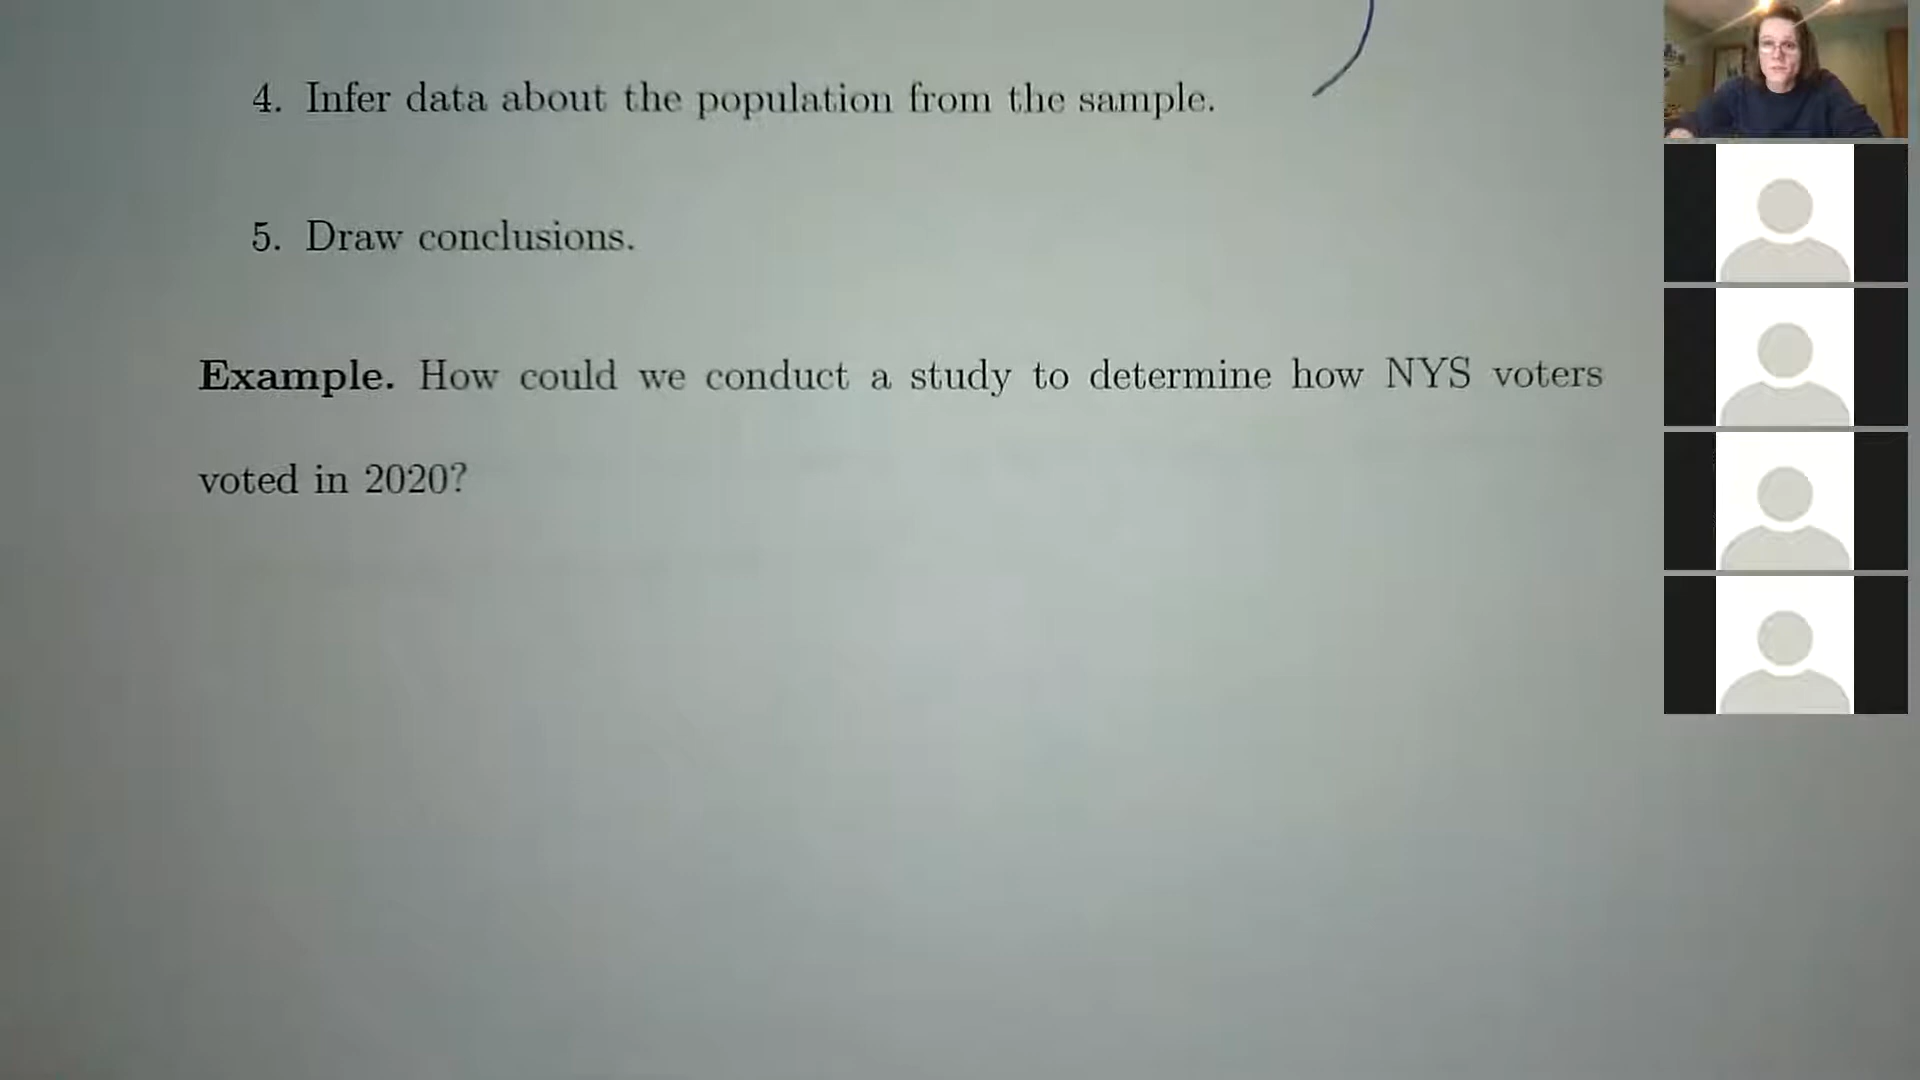 4. Infer data about the population from the sample.
5. Draw conclusions.
Example. How could we conduct a study to determine how NYS voters
voted in 2020?